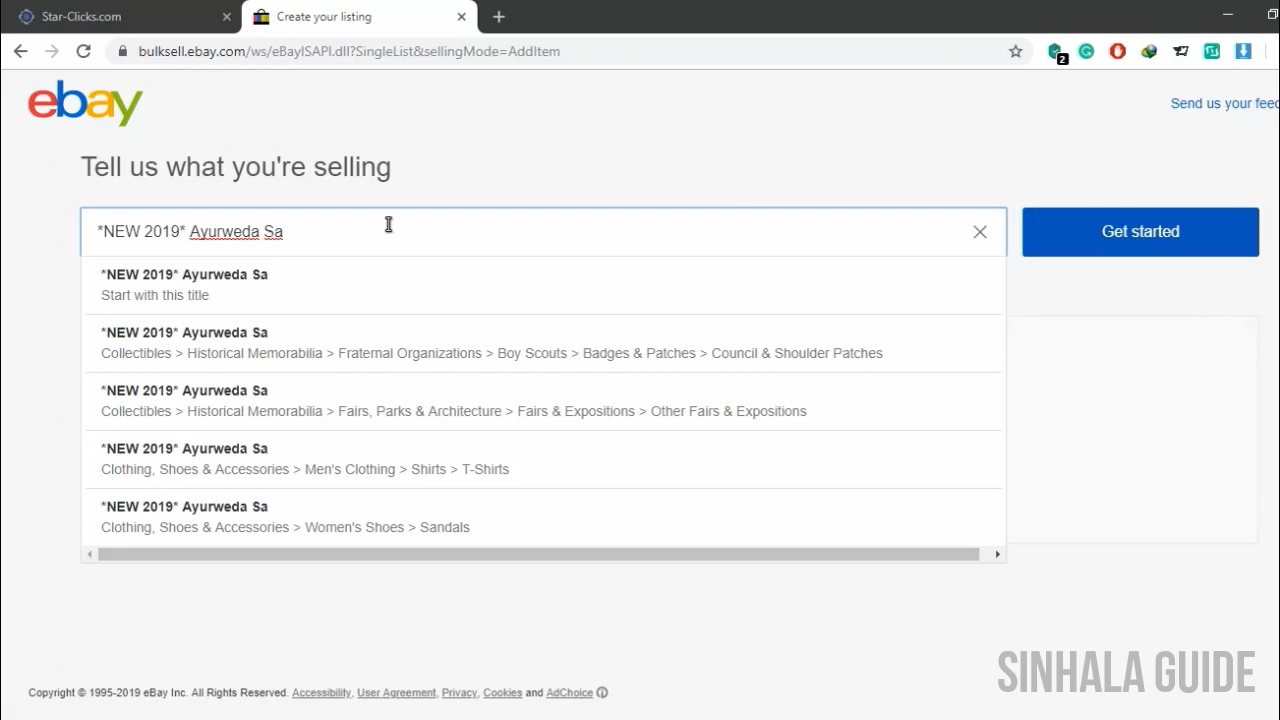 Star-Clicks.com
Create your listing
bulksell.ebay.com/ws/eBayISAPI.dll?SingleList&sellingMode=AddItem
2
ebay
Send us your feed
Tell us what you're selling
*NEW 2019* Ayurweda Sa
Get started
*NEW 2019* Ayurweda Sa
Start with this title
*NEW 2019* Ayurweda Sa
Collectibles > Historical Memorabilia > Fraternal Organizations > Boy Scouts > Badges & Patches > Council & Shoulder Patches
*NEW 2019* Ayurweda Sa
Collectibles > Historical Memorabilia > Fairs, Parks & Architecture > Fairs & Expositions > Other Fairs & Expositions
*NEW 2019* Ayurweda Sa
Clothing, Shoes & Accessories > Men's Clothing > Shirts > T-Shirts
*NEW 2019* Ayurweda Sa
Clothing, Shoes & Accessories > Women's Shoes > Sandals
SINHALA GUIDE
Copyright © 1995-2019 eBay Inc. All Rights Reserved. Accessibility, User Agreement, Privacy, Cookies and AdChoice